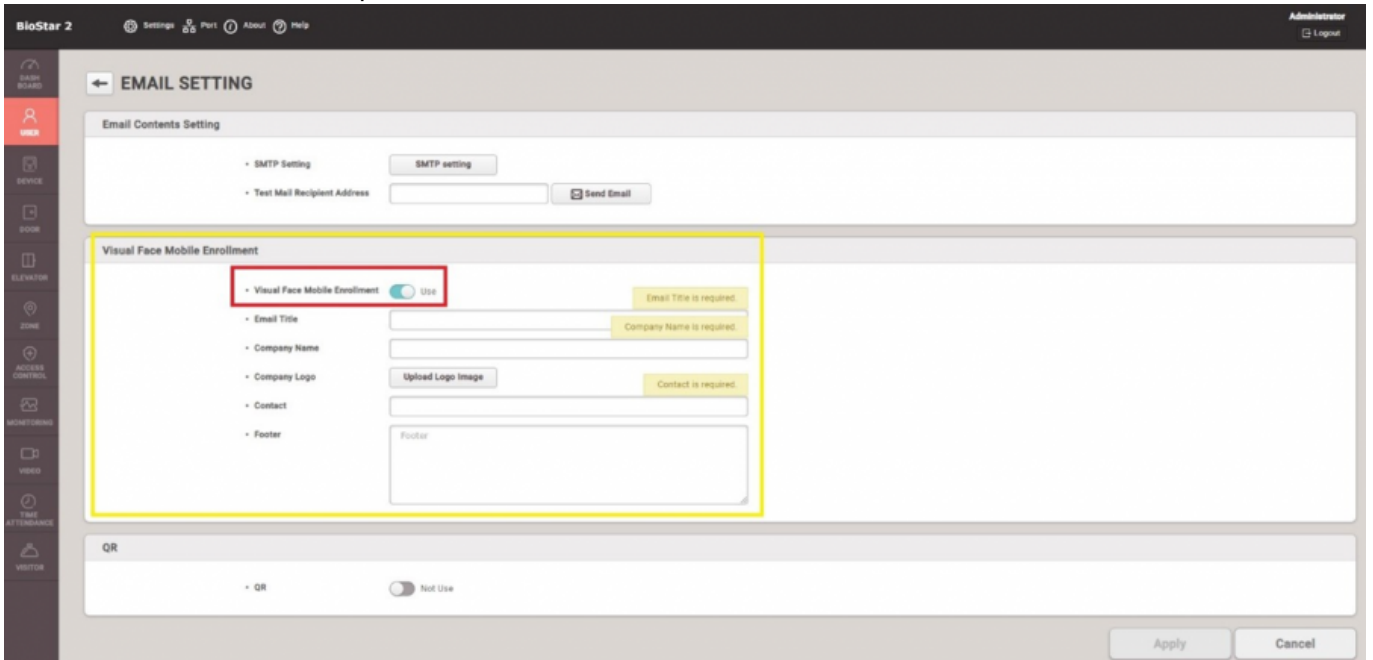 BioStar 2 Settings Port About Help Administrator
Logout
DASH
BOARD
USER
DEVICE
DOOR
ELEVATOR
ZONE
ACCESS
CONTROL
MONITORING
VIDEO
TIME
ATTENDANCE
VISITOR
EMAIL SETTING
Email Contents Setting
• SMTP Setting SMTP setting
• Test Mail Recipient Address Send Email
Visual Face Mobile Enrollment
• Visual Face Mobile Enrollment Use
Email Title is required.
• Email Title
Company Name is required.
• Company Name
• Company Logo Upload Logo Image
Contact is required.
• Contact
• Footer Footer
QR
• QR Not Use
Apply Cancel